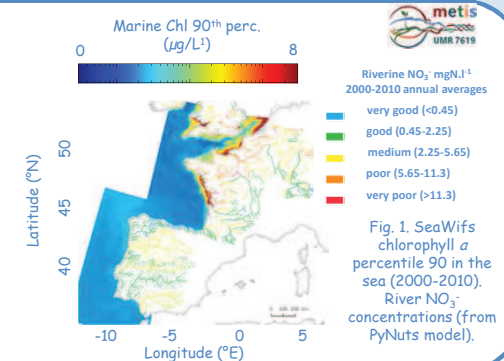 Marine Chl 90th perc.
(µg/L¹)
0 8
metis
UMR 7619
Riverine NO₃⁻ mgN.l⁻¹
2000-2010 annual averages
very good (<0.45)
good (0.45-2.25)
medium (2.25-5.65)
poor (5.65-11.3)
very poor (>11.3)
Latitude (°N)
50
45
40
-10 -5 0 5
Longitude (°E)
Fig. 1. SeaWifs
chlorophyll a
percentile 90 in the
sea (2000-2010).
River NO₃⁻
concentrations (from
PyNuts model).